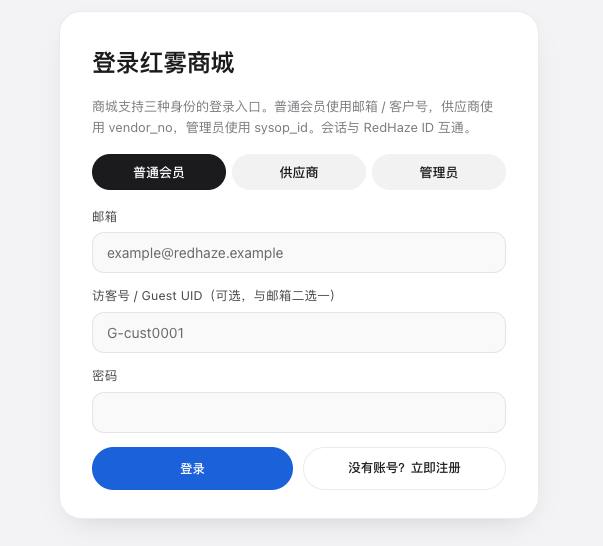 登录红雾商城
商城支持三种身份的登录入口。普通会员使用邮箱 / 客户号，供应商使
用 vendor_no，管理员使用 sysop_id。会话与 RedHaze ID 互通。
普通会员 供应商 管理员
邮箱
example@redhaze.example
访客号 / Guest UID（可选，与邮箱二选一）
G-cust0001
密码
登录 没有账号？立即注册